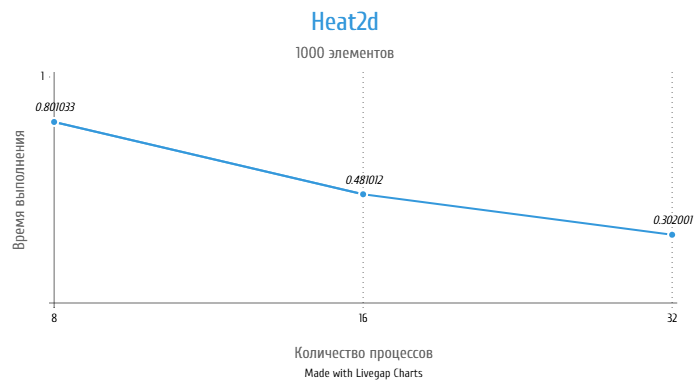 Heat2d
1000 элементов
1
0.801033
0.481012
0.302001
Время выполнения
8 16 32
Количество процессов
Made with Livegap Charts